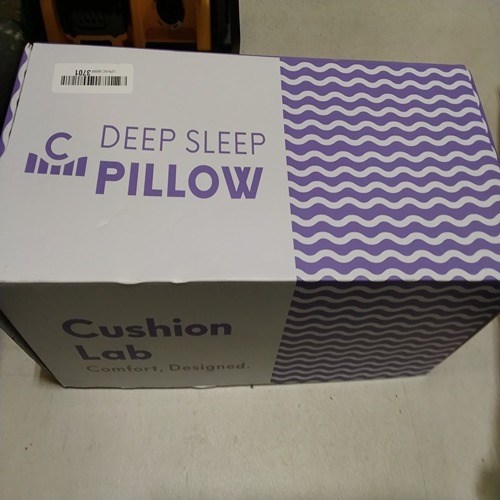 3701
C
DEEP SLEEP
PILLOW
Cushion
Lab
Comfort, Designed.